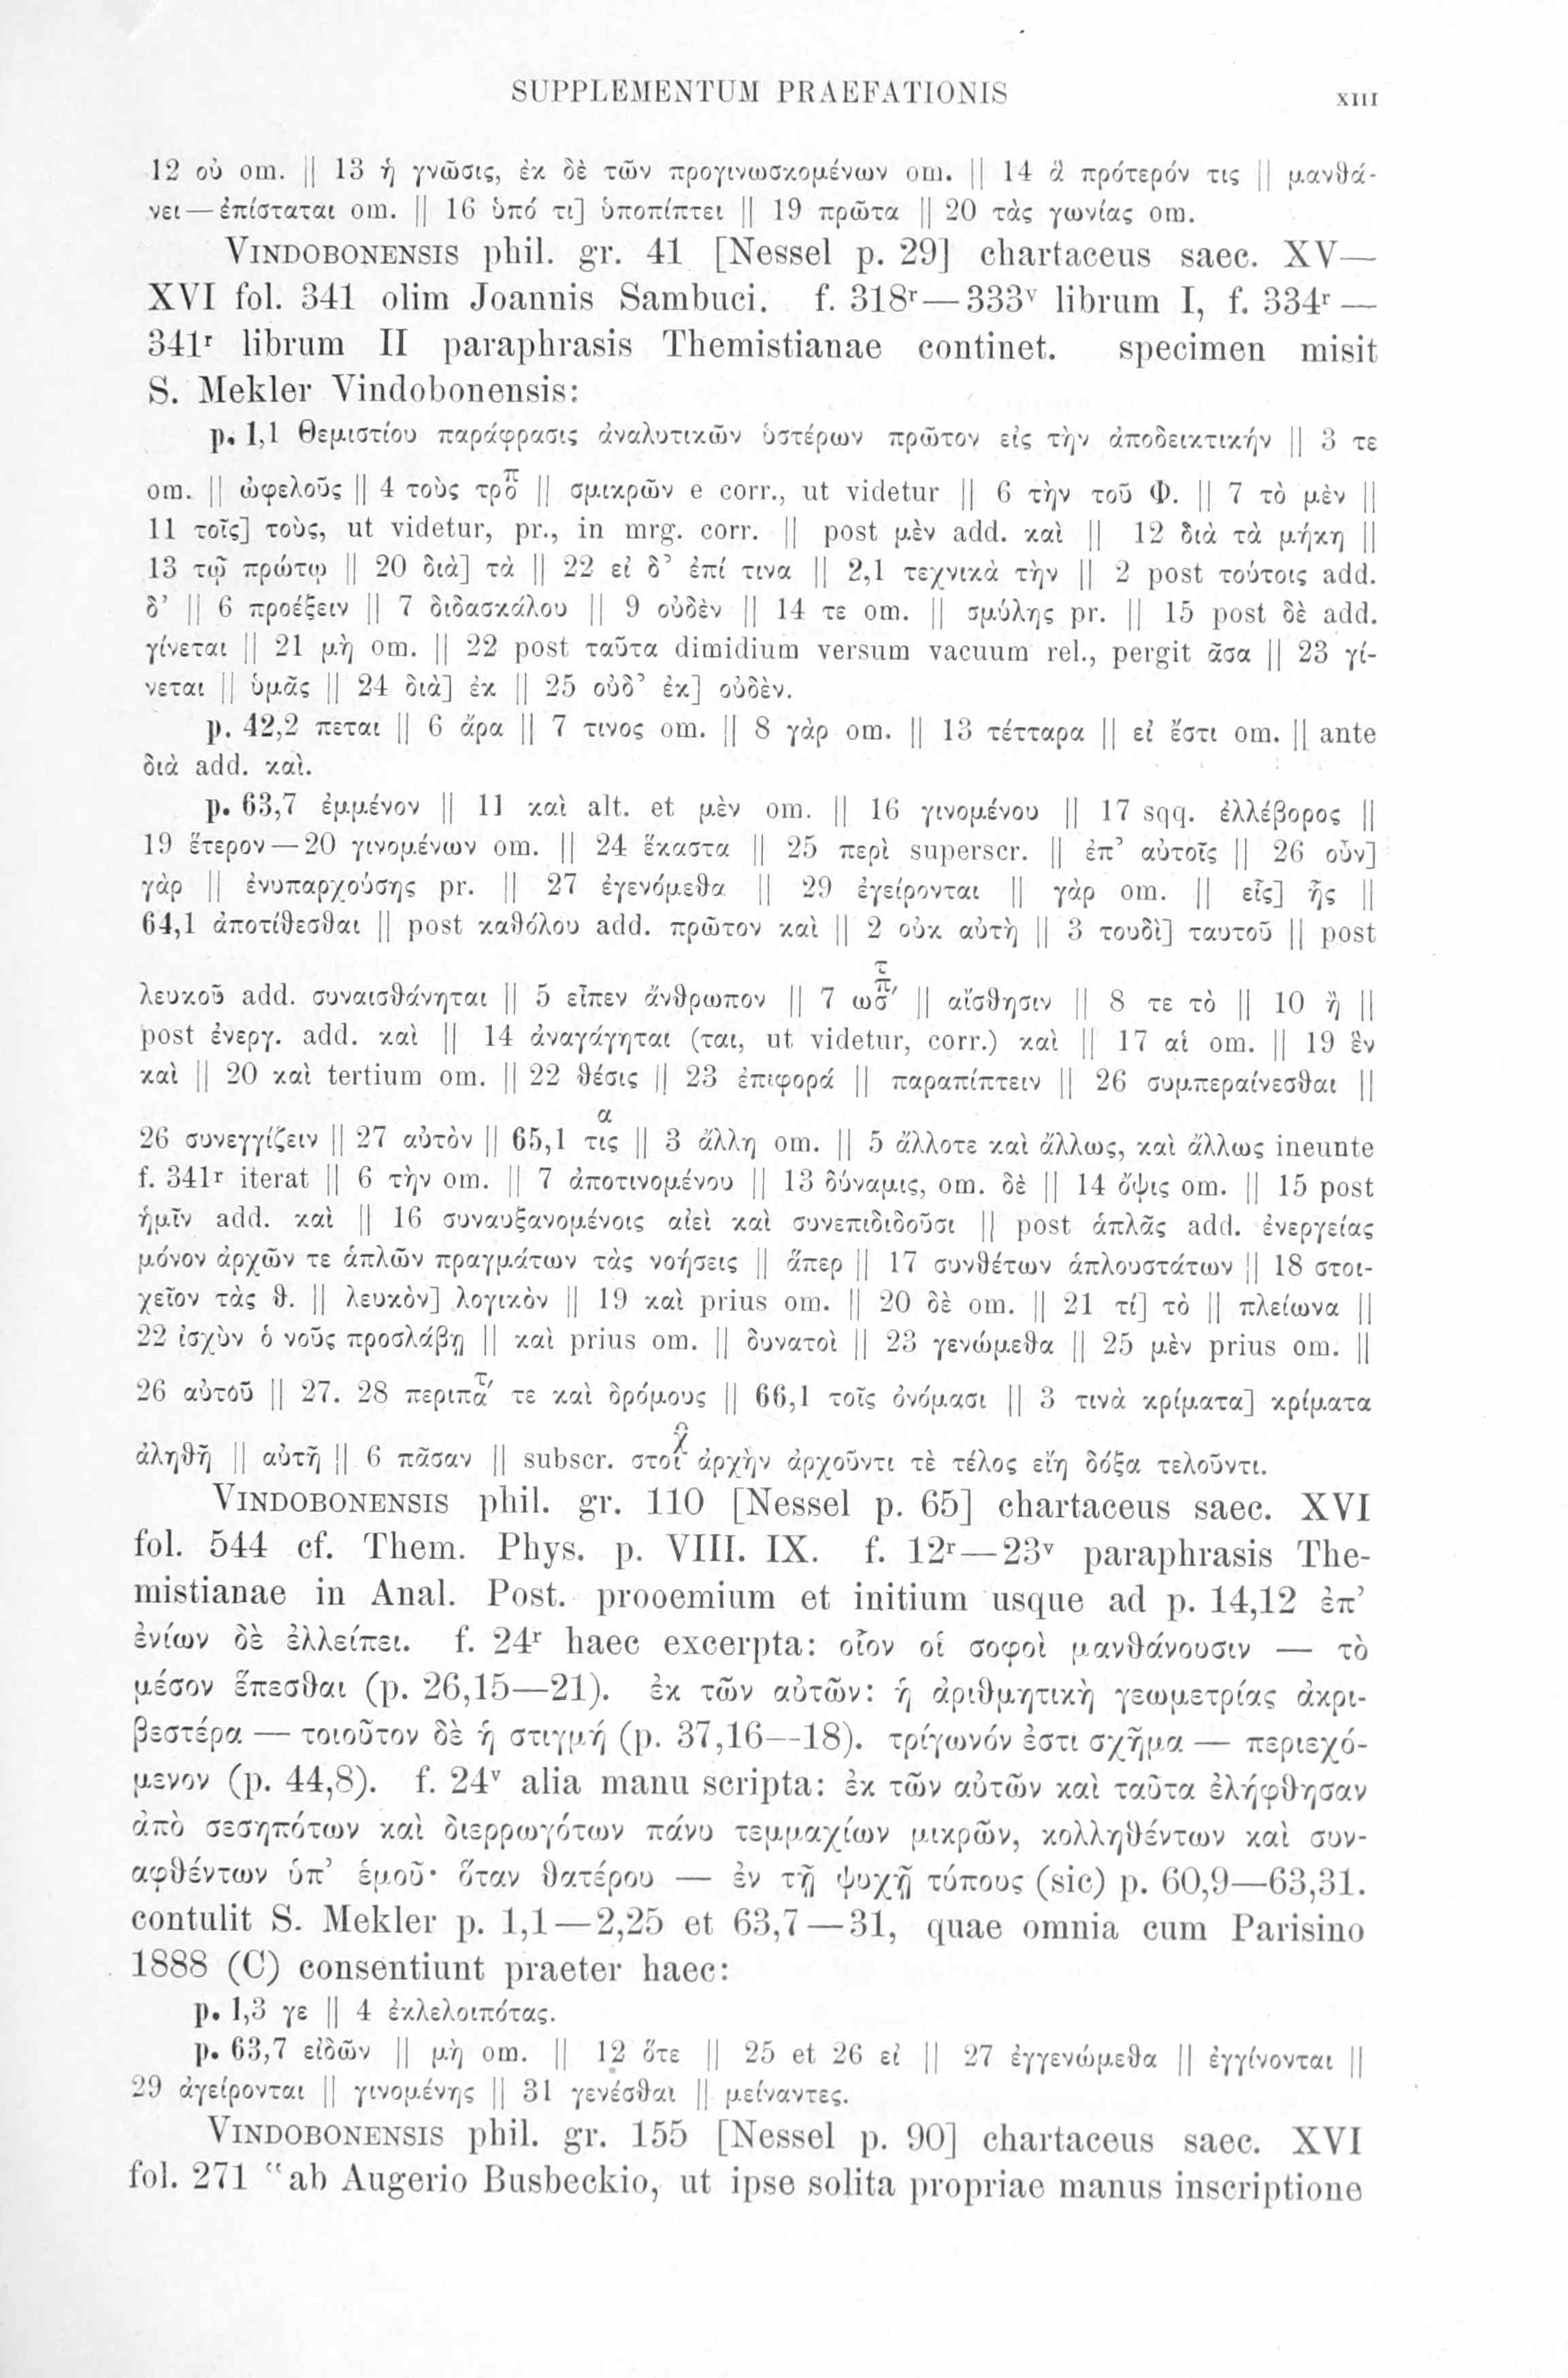 SUPPLEMENTUM PRAEFATIONIS XIII
12 οὐ om. || 13 ἡ γνῶσις, ἐκ δὲ τῶν προγινωσκομένων om. || 14 ἃ πρότερόν τις || μανθά-
νει — ἐπίσταται om. || 16 ὑπό τι] ὑποπίπτει || 19 πρῶτα || 20 τὰς γωνίας om.
VINDOBONENSIS phil. gr. 41 [Nessel p. 29] chartaceus saec. XV—
XVI fol. 341 olim Joannis Sambuci. f. 318r — 333v librum I, f. 334r —
341r librum II paraphrasis Themistianae continet. specimen misit
S. Mekler Vindobonensis:
p. 1,1 Θεμιστίου παράφρασις ἀναλυτικῶν ὑστέρων πρῶτον εἰς τὴν ἀποδεικτικήν || 3 τε
om. || ὠφελοῦς || 4 τοὺς τρο͂π || σμικρῶν e corr., ut videtur || 6 τὴν τοῦ Φ. || 7 τὸ μὲν ||
11 τοῖς] τοὺς, ut videtur, pr., in mrg. corr. || post μὲν add. καὶ || 12 διὰ τὰ μήκη ||
13 τῷ πρώτῳ || 20 διὰ] τὰ || 22 εἰ δ’ ἐπί τινα || 2,1 τεχνικὰ τὴν || 2 post τούτοις add.
δ’ || 6 προέξειν || 7 διδασκάλου || 9 οὐδὲν || 14 τε om. || σμύλης pr. || 15 post δὲ add.
γίνεται || 21 μὴ om. || 22 post ταῦτα dimidium versum vacuum rel., pergit ᾶσα || 23 γί-
νεται || ὑμᾶς || 24 διὰ] ἐκ || 25 οὐδ’ ἐκ] οὐδὲν.
p. 42,2 πεται || 6 ἄρα || 7 τινος om. || 8 γὰρ om. || 13 τέτταρα || εἰ ἔστι om. || ante
διὰ add. καὶ.
p. 63,7 ἐμμένον || 11 καὶ alt. et μὲν om. || 16 γινομένου || 17 sqq. ἐλλέβορος ||
19 ἕτερον — 20 γινομένων om. || 24 ἕκαστα || 25 περὶ superscr. || ἐπ’ αὐτοῖς || 26 οὖν]
γὰρ || ἐνυπαρχούσης pr. || 27 ἐγενόμεθα || 29 ἐγείρονται || γὰρ om. || εἷς] ἧς ||
64,1 ἀποτίθεσθαι || post καθόλου add. πρῶτον καὶ || 2 οὐκ αὐτὴ || 3 τουδὶ] ταυτοῦ || post
λευκοῦ add. συναισθάνηται || 5 εἶπεν ἄνθρωπον || 7 || αἴσθησιν || 8 τε τὸ || 10 ἢ ||
post ἐνεργ. add. καὶ || 14 ἀναγάγηται (ται, ut videtur, corr.) καὶ || 17 αἱ om. || 19 ἓν
καὶ || 20 καὶ tertium om. || 22 θέσις || 23 ἐπιφορά || παραπίπτειν || 26 συμπεραίνεσθαι ||
26 συνεγγίζειν || 27 αὐτὸν || 65,1 τιςα || 3 ἄλλη om. || 5 ἄλλοτε καὶ ἄλλως, καὶ ἄλλως ineunte
f. 341r iterat || 6 τὴν om. || 7 ἀποτινομένου || 13 δύναμις, om. δὲ || 14 ὄψις om. || 15 post
ἡμῖν add. καὶ || 16 συναυξανομένοις αἰεὶ καὶ συνεπιδιδοῦσι || post ἁπλᾶς add. ἐνεργείας
μόνον ἀρχῶν τε ἁπλῶν πραγμάτων τὰς νοήσεις || ἅπερ || 17 συνθέτων ἁπλουστάτων || 18 στοι-
χεῖον τὰς θ. || λευκὸν] λογικὸν || 19 καὶ prius om. || 20 δὲ om. || 21 τί] τὸ || πλείωνα ||
22 ἰσχὺν ὁ νοῦς προσλάβῃ || καὶ prius om. || δυνατοὶ || 23 γενώμεθα || 25 μὲν prius om. ||
26 αὐτοῦ || 27. 28 περιπατ́ τε καὶ δρόμους || 66,1 τοῖς ὀνόμασι || 3 τινὰ κρίματα] κρίματα
ἀληθῆ || αὐτῆ || 6 πᾶσαν || subscr. ἀρχὴν ἀρχοῦντι τὲ τέλος εἴη δόξα τελοῦντι.
VINDOBONENSIS phil. gr. 110 [Nessel p. 65] chartaceus saec. XVI
fol. 544 cf. Them. Phys. p. VIII. IX. f. 12r—23v paraphrasis The-
mistianae in Anal. Post. prooemium et initium usque ad p. 14,12 ἐπ’
ἐνίων δὲ ἐλλείπει. f. 24r haec excerpta: οἷον οἱ σοφοὶ μανθάνουσιν — τὸ
μέσον ἕπεσθαι (p. 26,15—21). ἐκ τῶν αὐτῶν: ἡ ἀριθμητικὴ γεωμετρίας ἀκρι-
βεστέρα — τοιοῦτον δὲ ἡ στιγμή (p. 37,16—18). τρίγωνόν ἐστι σχῆμα — περιεχό-
μενον (p. 44,8). f. 24v alia manu scripta: ἐκ τῶν αὐτῶν καὶ ταῦτα ἐλήφθησαν
ἀπὸ σεσηπότων καὶ διερρωγότων πάνυ τεμμαχίων μικρῶν, κολληθέντων καὶ συν-
αφθέντων ὑπ’ ἐμοῦ· ὅταν θατέρου — ἐν τῇ ψυχῇ τύπους (sic) p. 60,9—63,31.
contulit S. Mekler p. 1,1—2,25 et 63,7—31, quae omnia cum Parisino
1888 (C) consentiunt praeter haec:
p. 1,3 γε || 4 ἐκλελοιπότας.
p. 63,7 εἰδῶν || μὴ om. || 12 ὅτε || 25 et 26 εἰ || 27 ἐγγενώμεθα || ἐγγίνονται ||
29 ἀγείρονται || γινομένης || 31 γενέσθαι || μείναντες.
VINDOBONENSIS phil. gr. 155 [Nessel p. 90] chartaceus saec. XVI
fol. 271 “ab Augerio Busbeckio, ut ipse solita propriae manus inscriptione